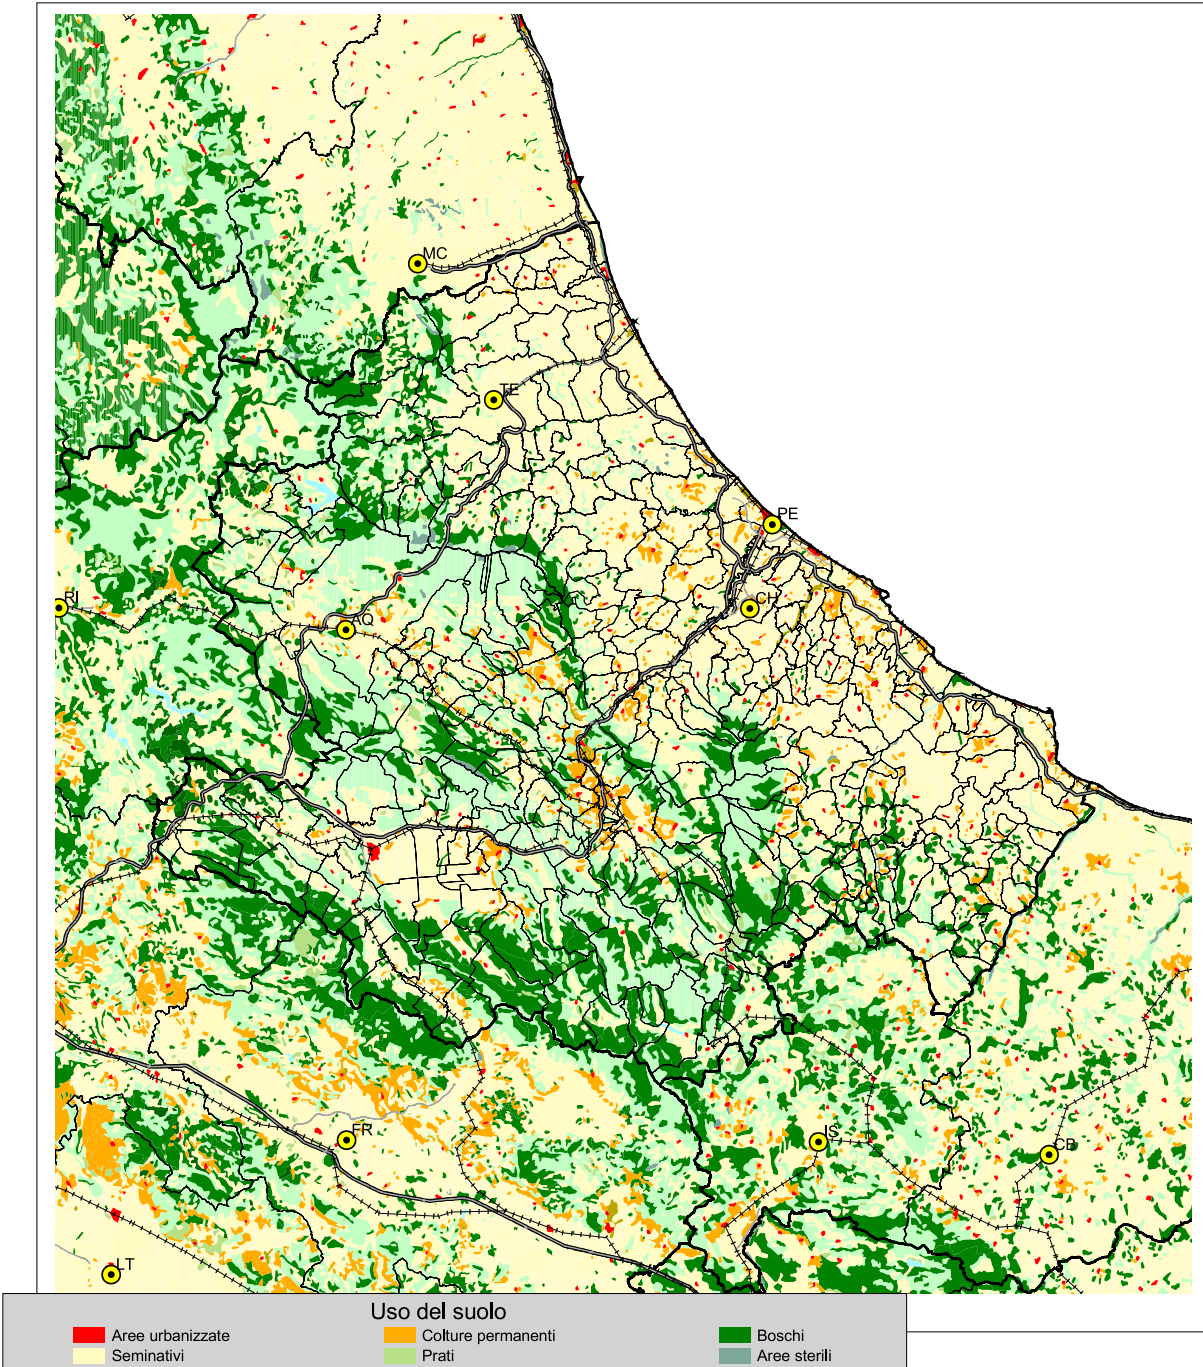 MC
TE
PE
RI
CH
AQ
FR
IS
CB
LT
Uso del suolo
Aree urbanizzate
Colture permanenti
Boschi
Seminativi
Prati
Aree sterili